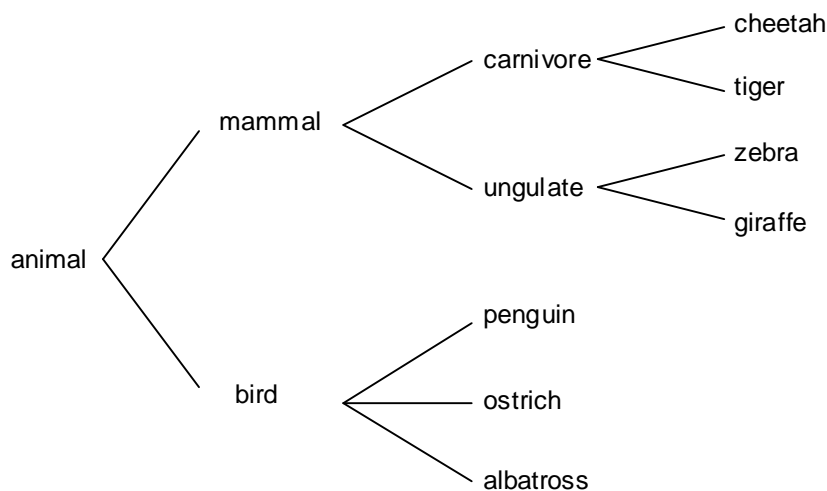 cheetah
carnivore
tiger
mammal
zebra
ungulate
giraffe
animal
penguin
bird
ostrich
albatross